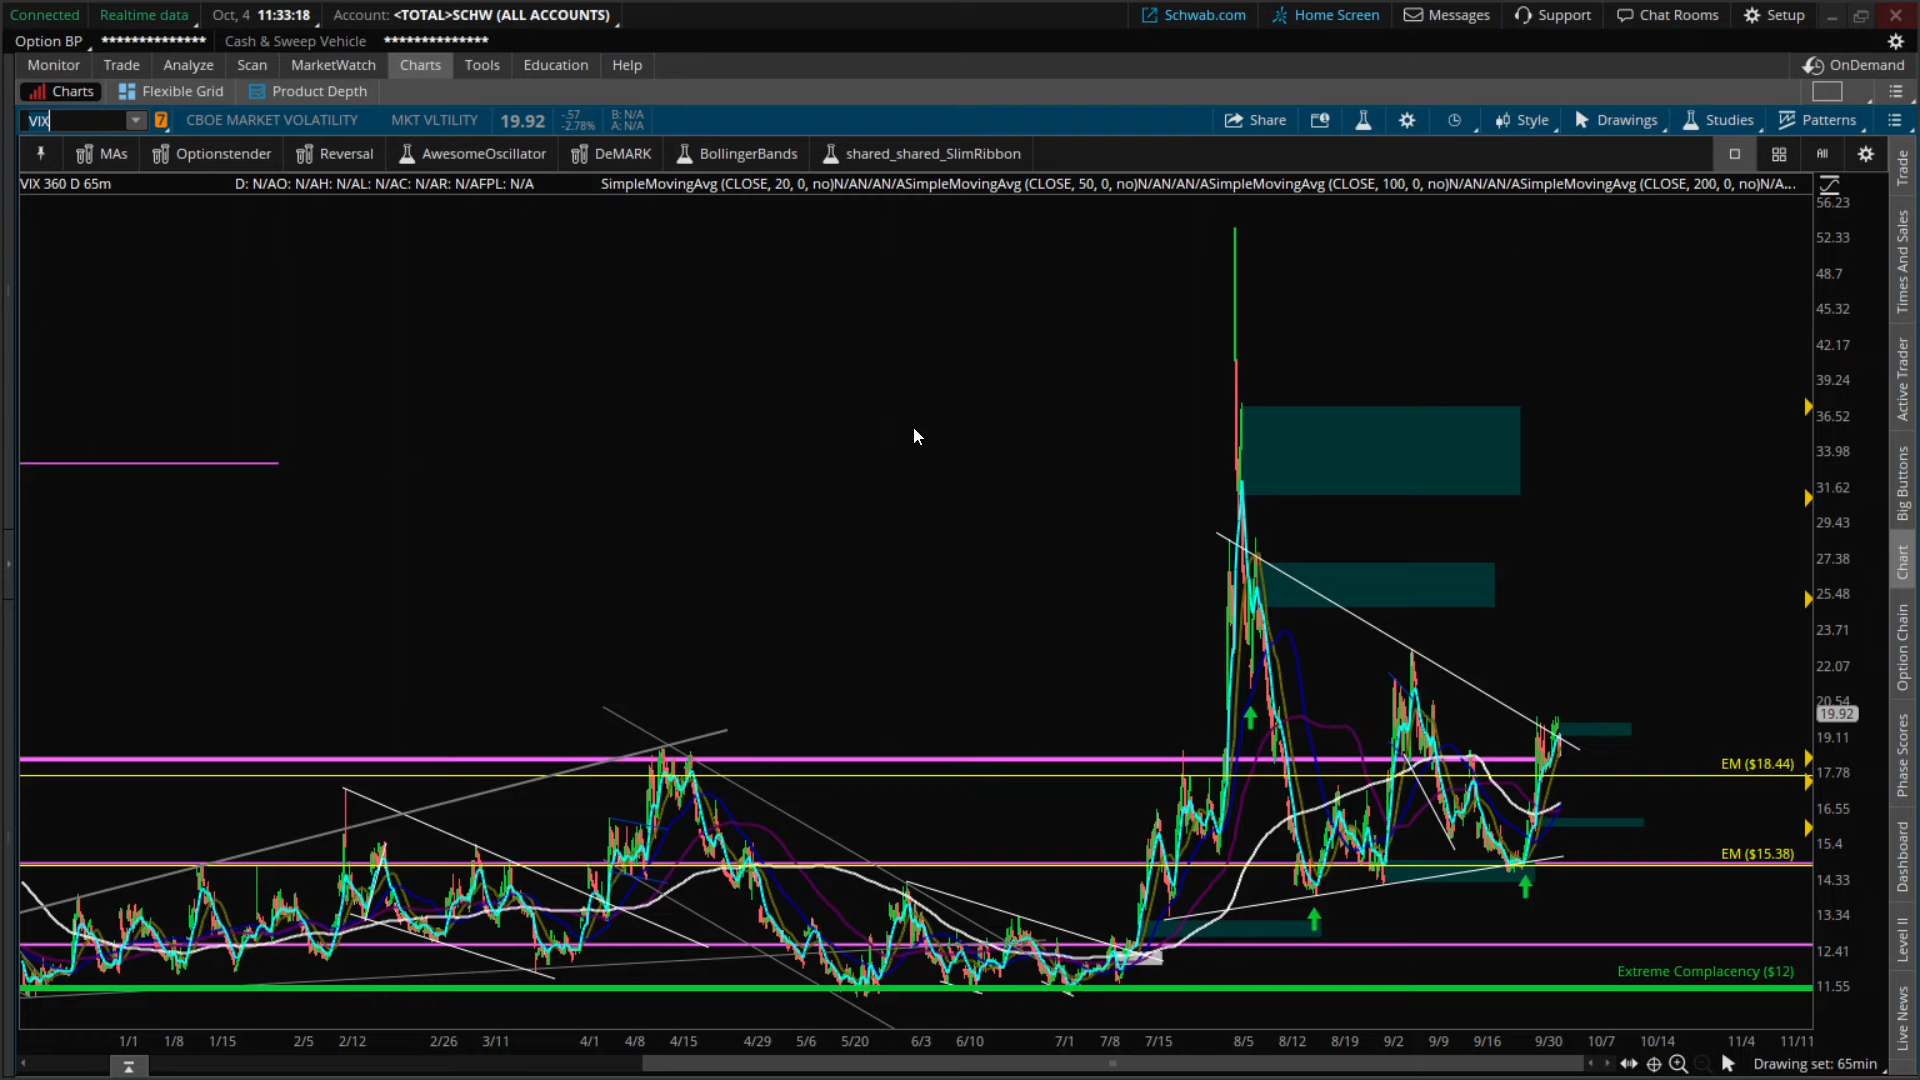 Connected Realtime data Oct, 4 11:33:18 Account: <TOTAL>SCHW (ALL ACCOUNTS) Schwab.com Home Screen Messages Support Chat Rooms Setup
Option BP ************** Cash & Sweep Vehicle **************
Monitor Trade Analyze Scan MarketWatch Charts Tools Education Help OnDemand
Charts Flexible Grid Product Depth
VIX 7 CBOE MARKET VOLATILITY MKT VLTILITY 19.92 -.57 B: N/A Share Style Drawings Studies Patterns
-2.78% A: N/A
MAs Optionstender Reversal AwesomeOscillator DeMARK BollingerBands shared_shared_SlimRibbon All
VIX 360 D 65m D: N/AO: N/AH: N/AL: N/AC: N/AR: N/AFPL: N/A SimpleMovingAvg (CLOSE, 20, 0, no)N/AN/AN/ASimpleMovingAvg (CLOSE, 50, 0, no)N/AN/AN/ASimpleMovingAvg (CLOSE, 100, 0, no)N/AN/AN/ASimpleMovingAvg (CLOSE, 200, 0, no)N/A...
56.23
52.33
48.7
45.32
42.17
39.24
36.52
33.98
31.62
29.43
27.38
25.48
23.71
22.07
20.54
19.92
19.11
EM ($18.44)
17.78
16.55
15.4
EM ($15.38)
14.33
13.34
12.41
Extreme Complacency ($12)
11.55
1/1 1/8 1/15 2/5 2/12 2/26 3/11 4/1 4/8 4/15 4/29 5/6 5/20 6/3 6/10 7/1 7/8 7/15 8/5 8/12 8/19 9/2 9/9 9/16 9/30 10/7 10/14 11/4 11/11
Drawing set: 65min
Trade
Times And Sales
Active Trader
Big Buttons
Chart
Option Chain
Phase Scores
Dashboard
Level II
Live News